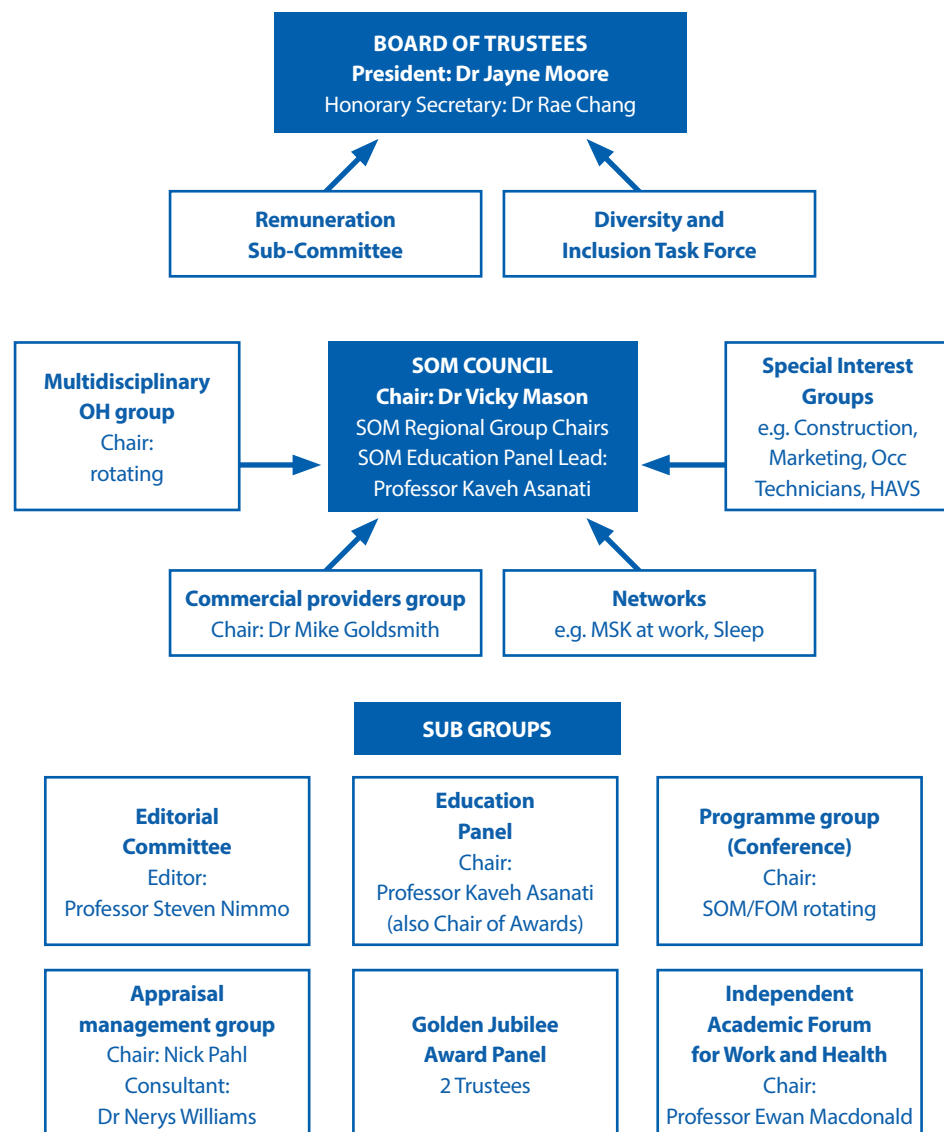 BOARD OF TRUSTEES
President: Dr Jayne Moore
Honorary Secretary: Dr Rae Chang
Remuneration
Sub-Committee
Diversity and
Inclusion Task Force
Multidisciplinary
OH group
Chair:
rotating
SOM COUNCIL
Chair: Dr Vicky Mason
SOM Regional Group Chairs
SOM Education Panel Lead:
Professor Kaveh Asanati
Special Interest
Groups
e.g. Construction,
Marketing, Occ
Technicians, HAVS
Commercial providers group
Chair: Dr Mike Goldsmith
Networks
e.g. MSK at work, Sleep
SUB GROUPS
Editorial
Committee
Editor:
Professor Steven Nimmo
Education
Panel
Chair:
Professor Kaveh Asanati
(also Chair of Awards)
Programme group
(Conference)
Chair:
SOM/FOM rotating
Appraisal
management group
Chair: Nick Pahl
Consultant:
Dr Nerys Williams
Golden Jubilee
Award Panel
2 Trustees
Independent
Academic Forum
for Work and Health
Chair:
Professor Ewan Macdonald